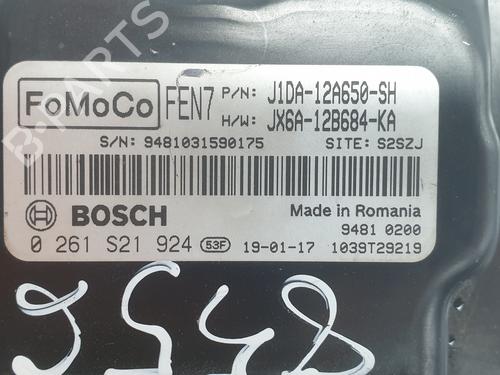 B-PARTS
FoMoCo
FEN7
P/N: J1DA-12A650-SH
H/W: JX6A-12B684-KA
S/N: 9481031590175
SITE: S2SZJ
BOSCH
Made in Romania
9481 0200
0 261 S21 924 53F 19-01-17 1039T29219